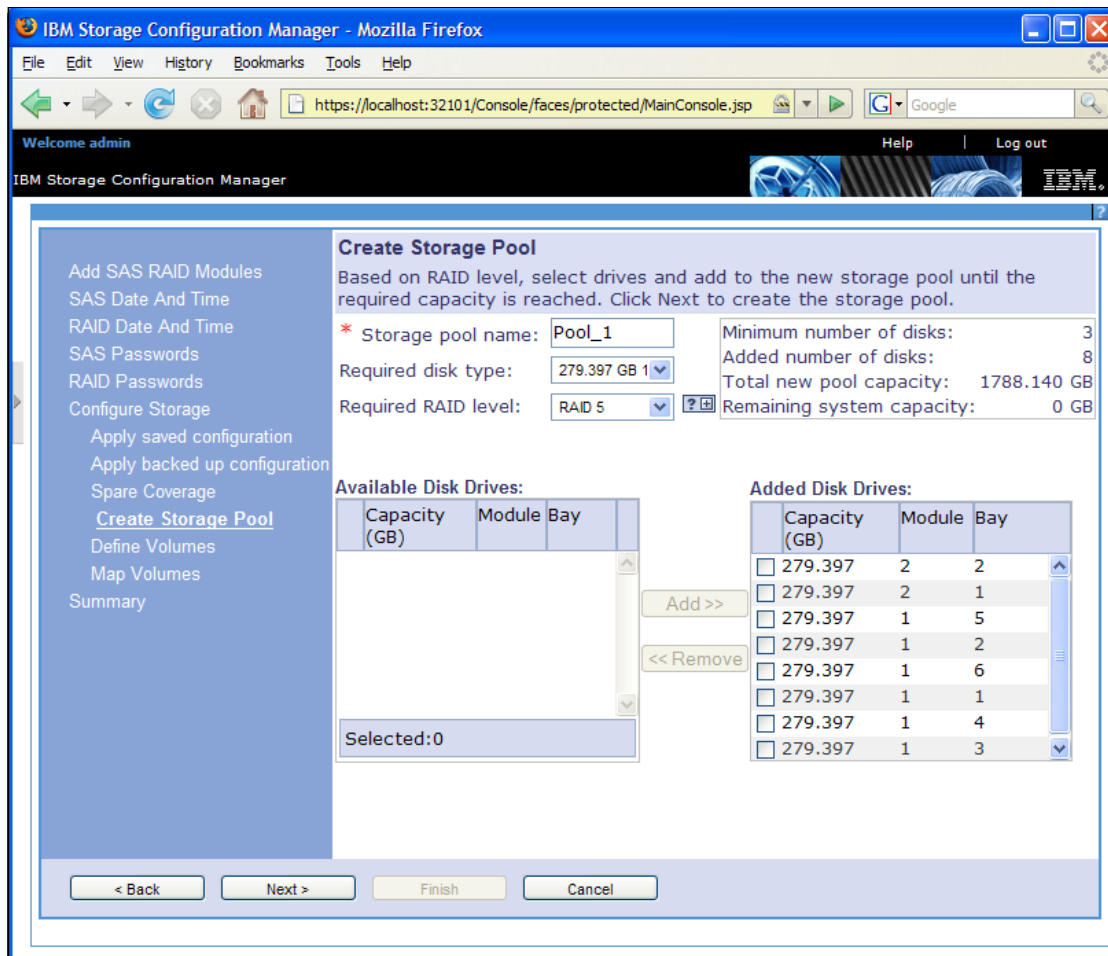 IBM Storage Configuration Manager - Mozilla Firefox
File Edit View History Bookmarks Tools Help
https://localhost:32101/Console/faces/protected/MainConsole.jsp
G Google
Welcome admin
Help | Log out
IBM Storage Configuration Manager
IBM.
?
Add SAS RAID Modules
SAS Date And Time
RAID Date And Time
SAS Passwords
RAID Passwords
Configure Storage
Apply saved configuration
Apply backed up configuration
Spare Coverage
Create Storage Pool
Define Volumes
Map Volumes
Summary
Create Storage Pool
Based on RAID level, select drives and add to the new storage pool until the
required capacity is reached. Click Next to create the storage pool.
* Storage pool name: Pool_1
Required disk type: 279.397 GB 1
Required RAID level: RAID 5 ? +
Minimum number of disks: 3
Added number of disks: 8
Total new pool capacity: 1788.140 GB
Remaining system capacity: 0 GB
Available Disk Drives:
Capacity (GB) Module Bay
Selected:0
Add >>
<< Remove
Added Disk Drives:
Capacity (GB) Module Bay
279.397 2 2
279.397 2 1
279.397 1 5
279.397 1 2
279.397 1 6
279.397 1 1
279.397 1 4
279.397 1 3
< Back Next > Finish Cancel